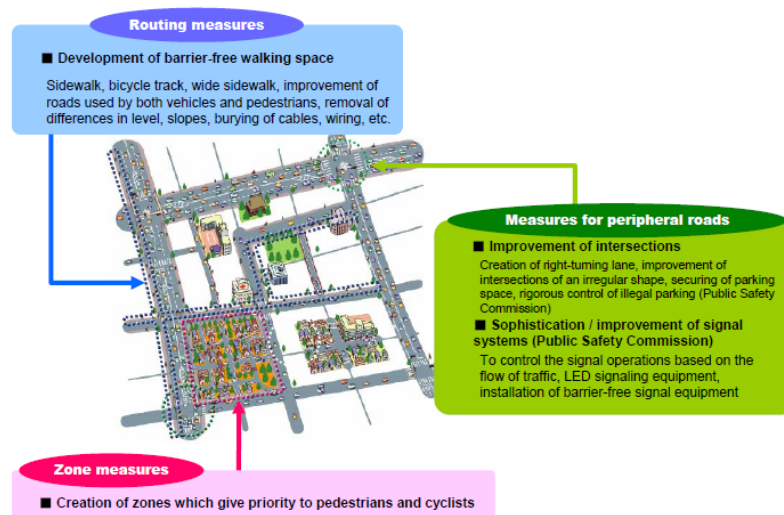 Routing measures
■ Development of barrier-free walking space
Sidewalk, bicycle track, wide sidewalk, improvement of
roads used by both vehicles and pedestrians, removal of
differences in level, slopes, burying of cables, wiring, etc.
Measures for peripheral roads
■ Improvement of intersections
Creation of right-turning lane, improvement of
intersections of an irregular shape, securing of parking
space, rigorous control of illegal parking (Public Safety
Commission)
■ Sophistication / improvement of signal
systems (Public Safety Commission)
To control the signal operations based on the
flow of traffic, LED signaling equipment,
installation of barrier-free signal equipment
Zone measures
■ Creation of zones which give priority to pedestrians and cyclists